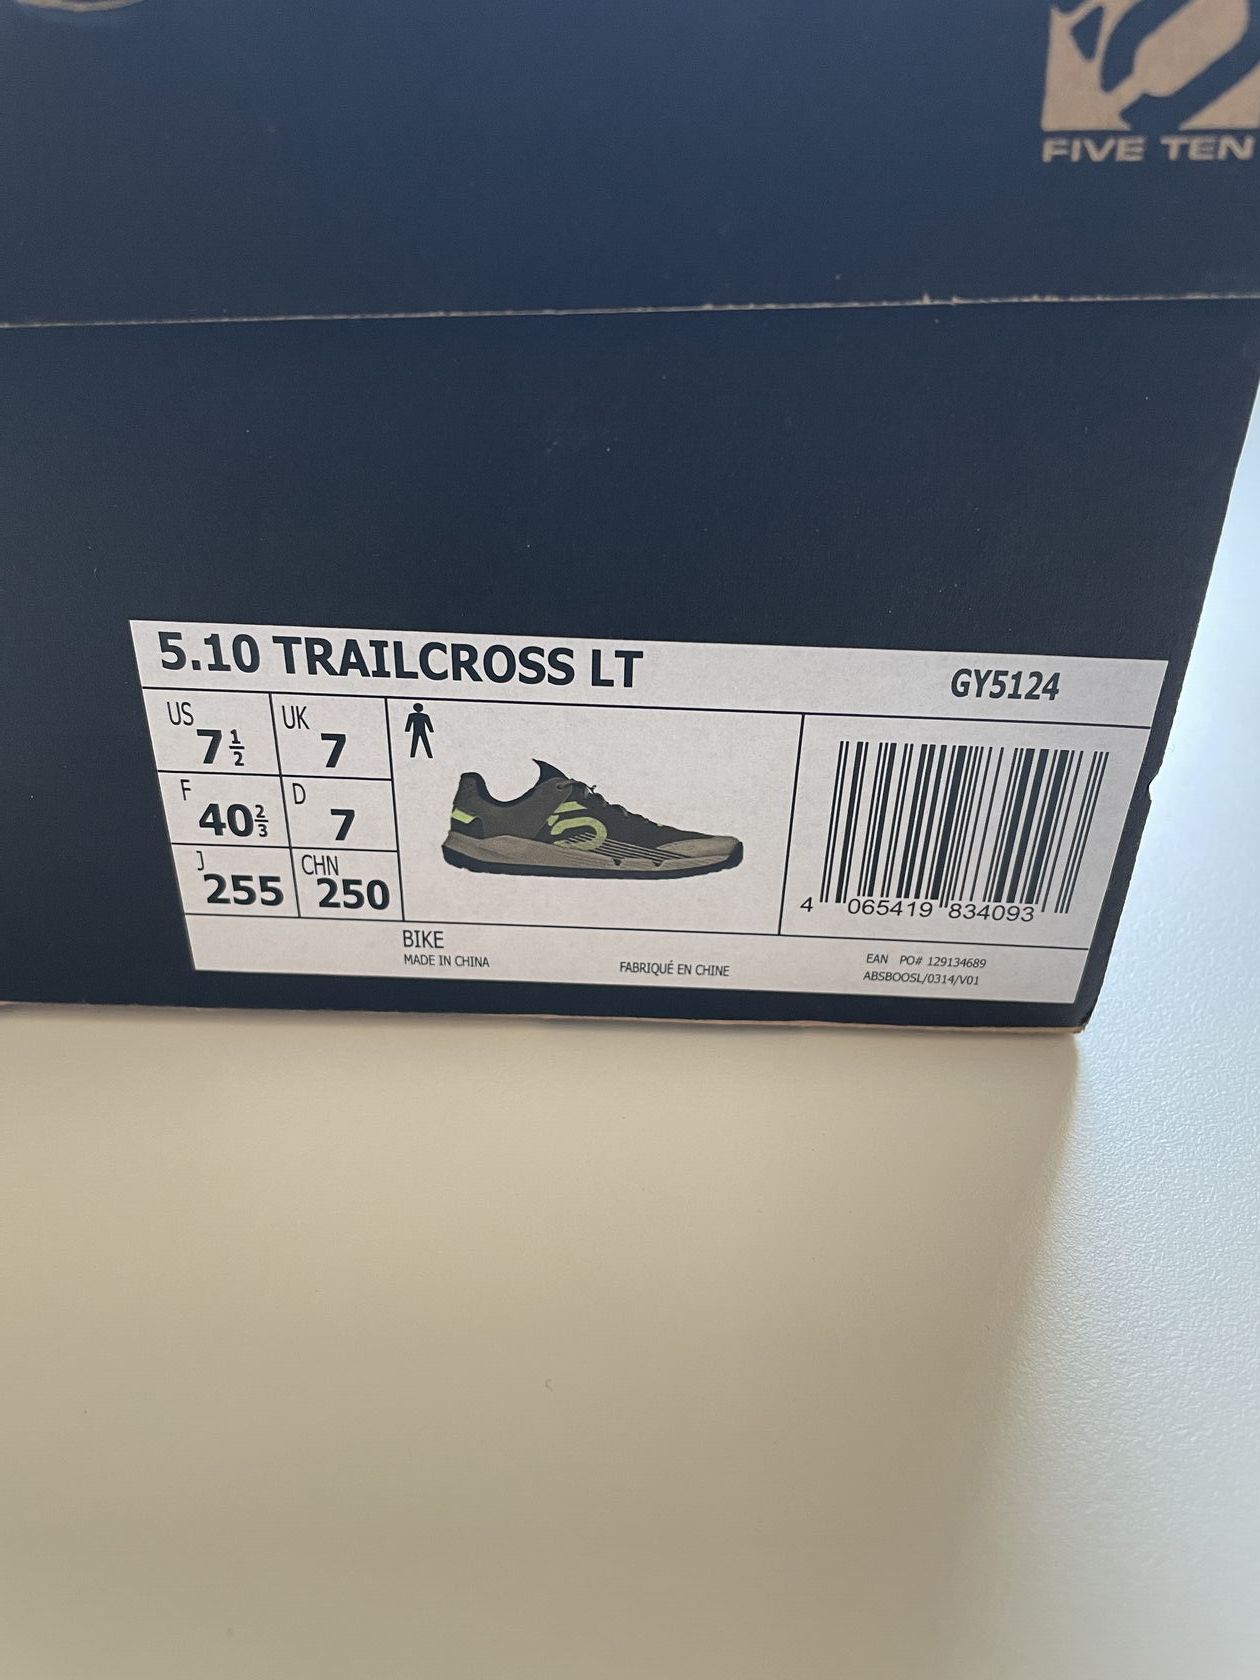 FIVE TEN
5.10 TRAILCROSS LT
GY5124
US 7 1/2
UK 7
F 40 2/3
D 7
J 255
CHN 250
4 065419 834093
BIKE
MADE IN CHINA
FABRIQUÉ EN CHINE
EAN PO# 129134689
ABSBOOSL/0314/V01